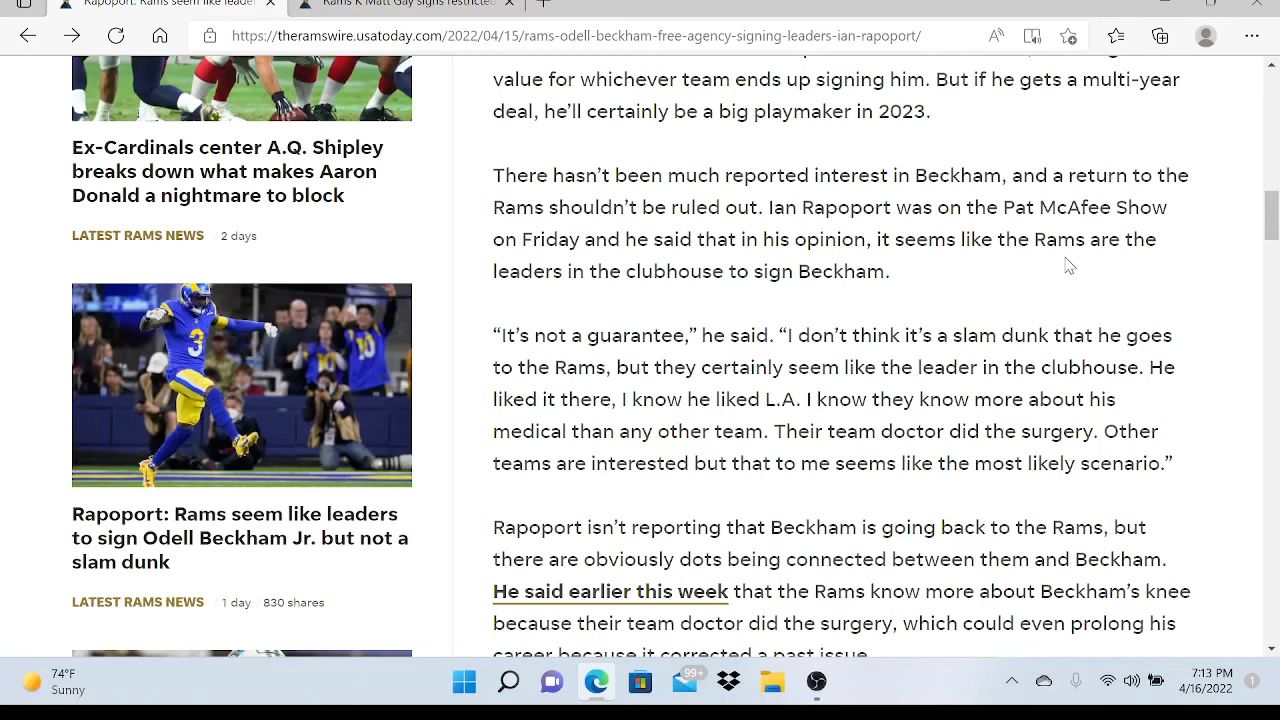 Rapoport: Rams seem like leader
Rams K Matt Gay signs restricted
https://theramswire.usatoday.com/2022/04/15/rams-odell-beckham-free-agency-signing-leaders-ian-rapoport/
Ex-Cardinals center A.Q. Shipley
breaks down what makes Aaron
Donald a nightmare to block
LATEST RAMS NEWS / 2 days
3
10
Rapoport: Rams seem like leaders
to sign Odell Beckham Jr. but not a
slam dunk
LATEST RAMS NEWS / 1 day / 830 shares
value for whichever team ends up signing him. But if he gets a multi-year
deal, he’ll certainly be a big playmaker in 2023.
There hasn’t been much reported interest in Beckham, and a return to the
Rams shouldn’t be ruled out. Ian Rapoport was on the Pat McAfee Show
on Friday and he said that in his opinion, it seems like the Rams are the
leaders in the clubhouse to sign Beckham.
“It’s not a guarantee,” he said. “I don’t think it’s a slam dunk that he goes
to the Rams, but they certainly seem like the leader in the clubhouse. He
liked it there, I know he liked L.A. I know they know more about his
medical than any other team. Their team doctor did the surgery. Other
teams are interested but that to me seems like the most likely scenario.”
Rapoport isn’t reporting that Beckham is going back to the Rams, but
there are obviously dots being connected between them and Beckham.
He said earlier this week that the Rams know more about Beckham’s knee
because their team doctor did the surgery, which could even prolong his
career because it corrected a past issue.
74°F
Sunny
99+
7:13 PM
4/16/2022
1